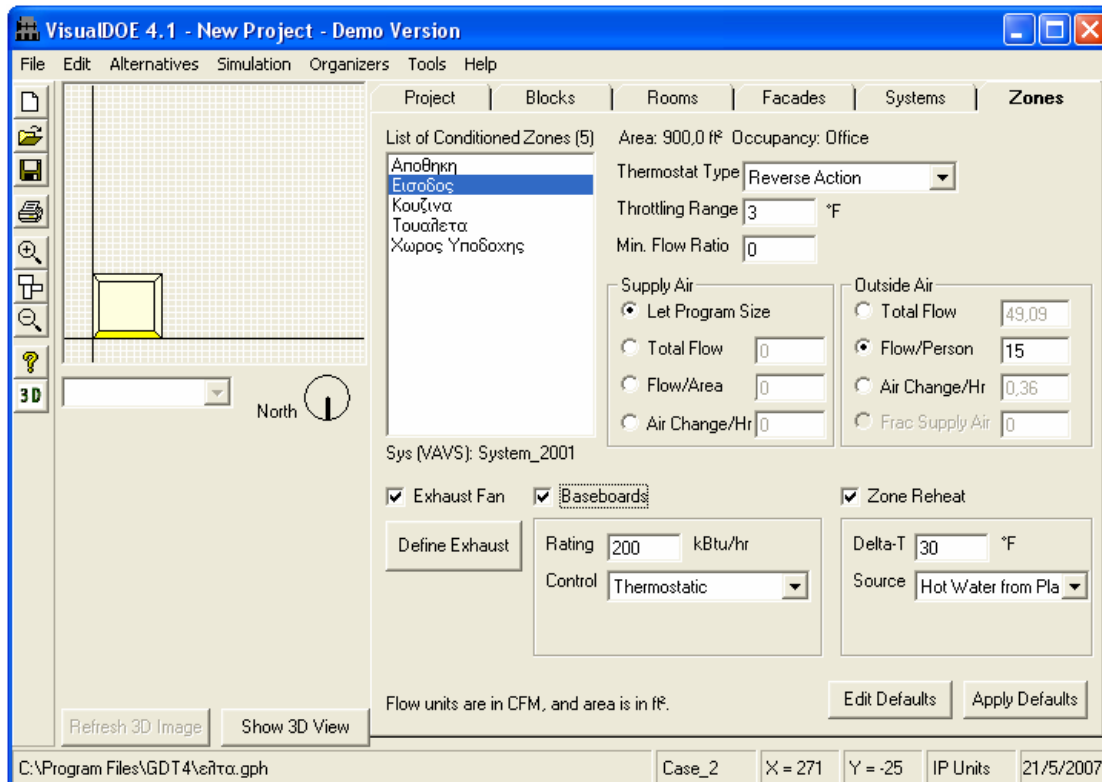 VisualDOE 4.1 - New Project - Demo Version
File Edit Alternatives Simulation Organizers Tools Help
Project Blocks Rooms Facades Systems Zones
List of Conditioned Zones (5) Area: 900,0 ft² Occupancy: Office
Αποθηκη
Εισοδος
Κουζινα
Τουαλετα
Χωρος Υποδοχης
Thermostat Type Reverse Action
Throttling Range 3 °F
Min. Flow Ratio 0
Supply Air
Let Program Size
Total Flow 0
Flow/Area 0
Air Change/Hr 0
Outside Air
Total Flow 49,09
Flow/Person 15
Air Change/Hr 0,36
Frac Supply Air 0
3D
North
Sys (VAVS): System_2001
Exhaust Fan Baseboards Zone Reheat
Define Exhaust
Rating 200 kBtu/hr
Control Thermostatic
Delta-T 30 °F
Source Hot Water from Pla
Flow units are in CFM, and area is in ft².
Edit Defaults Apply Defaults
Refresh 3D Image Show 3D View
C:\Program Files\GDT4\ελτα.gph Case_2 X = 271 Y = -25 IP Units 21/5/2007